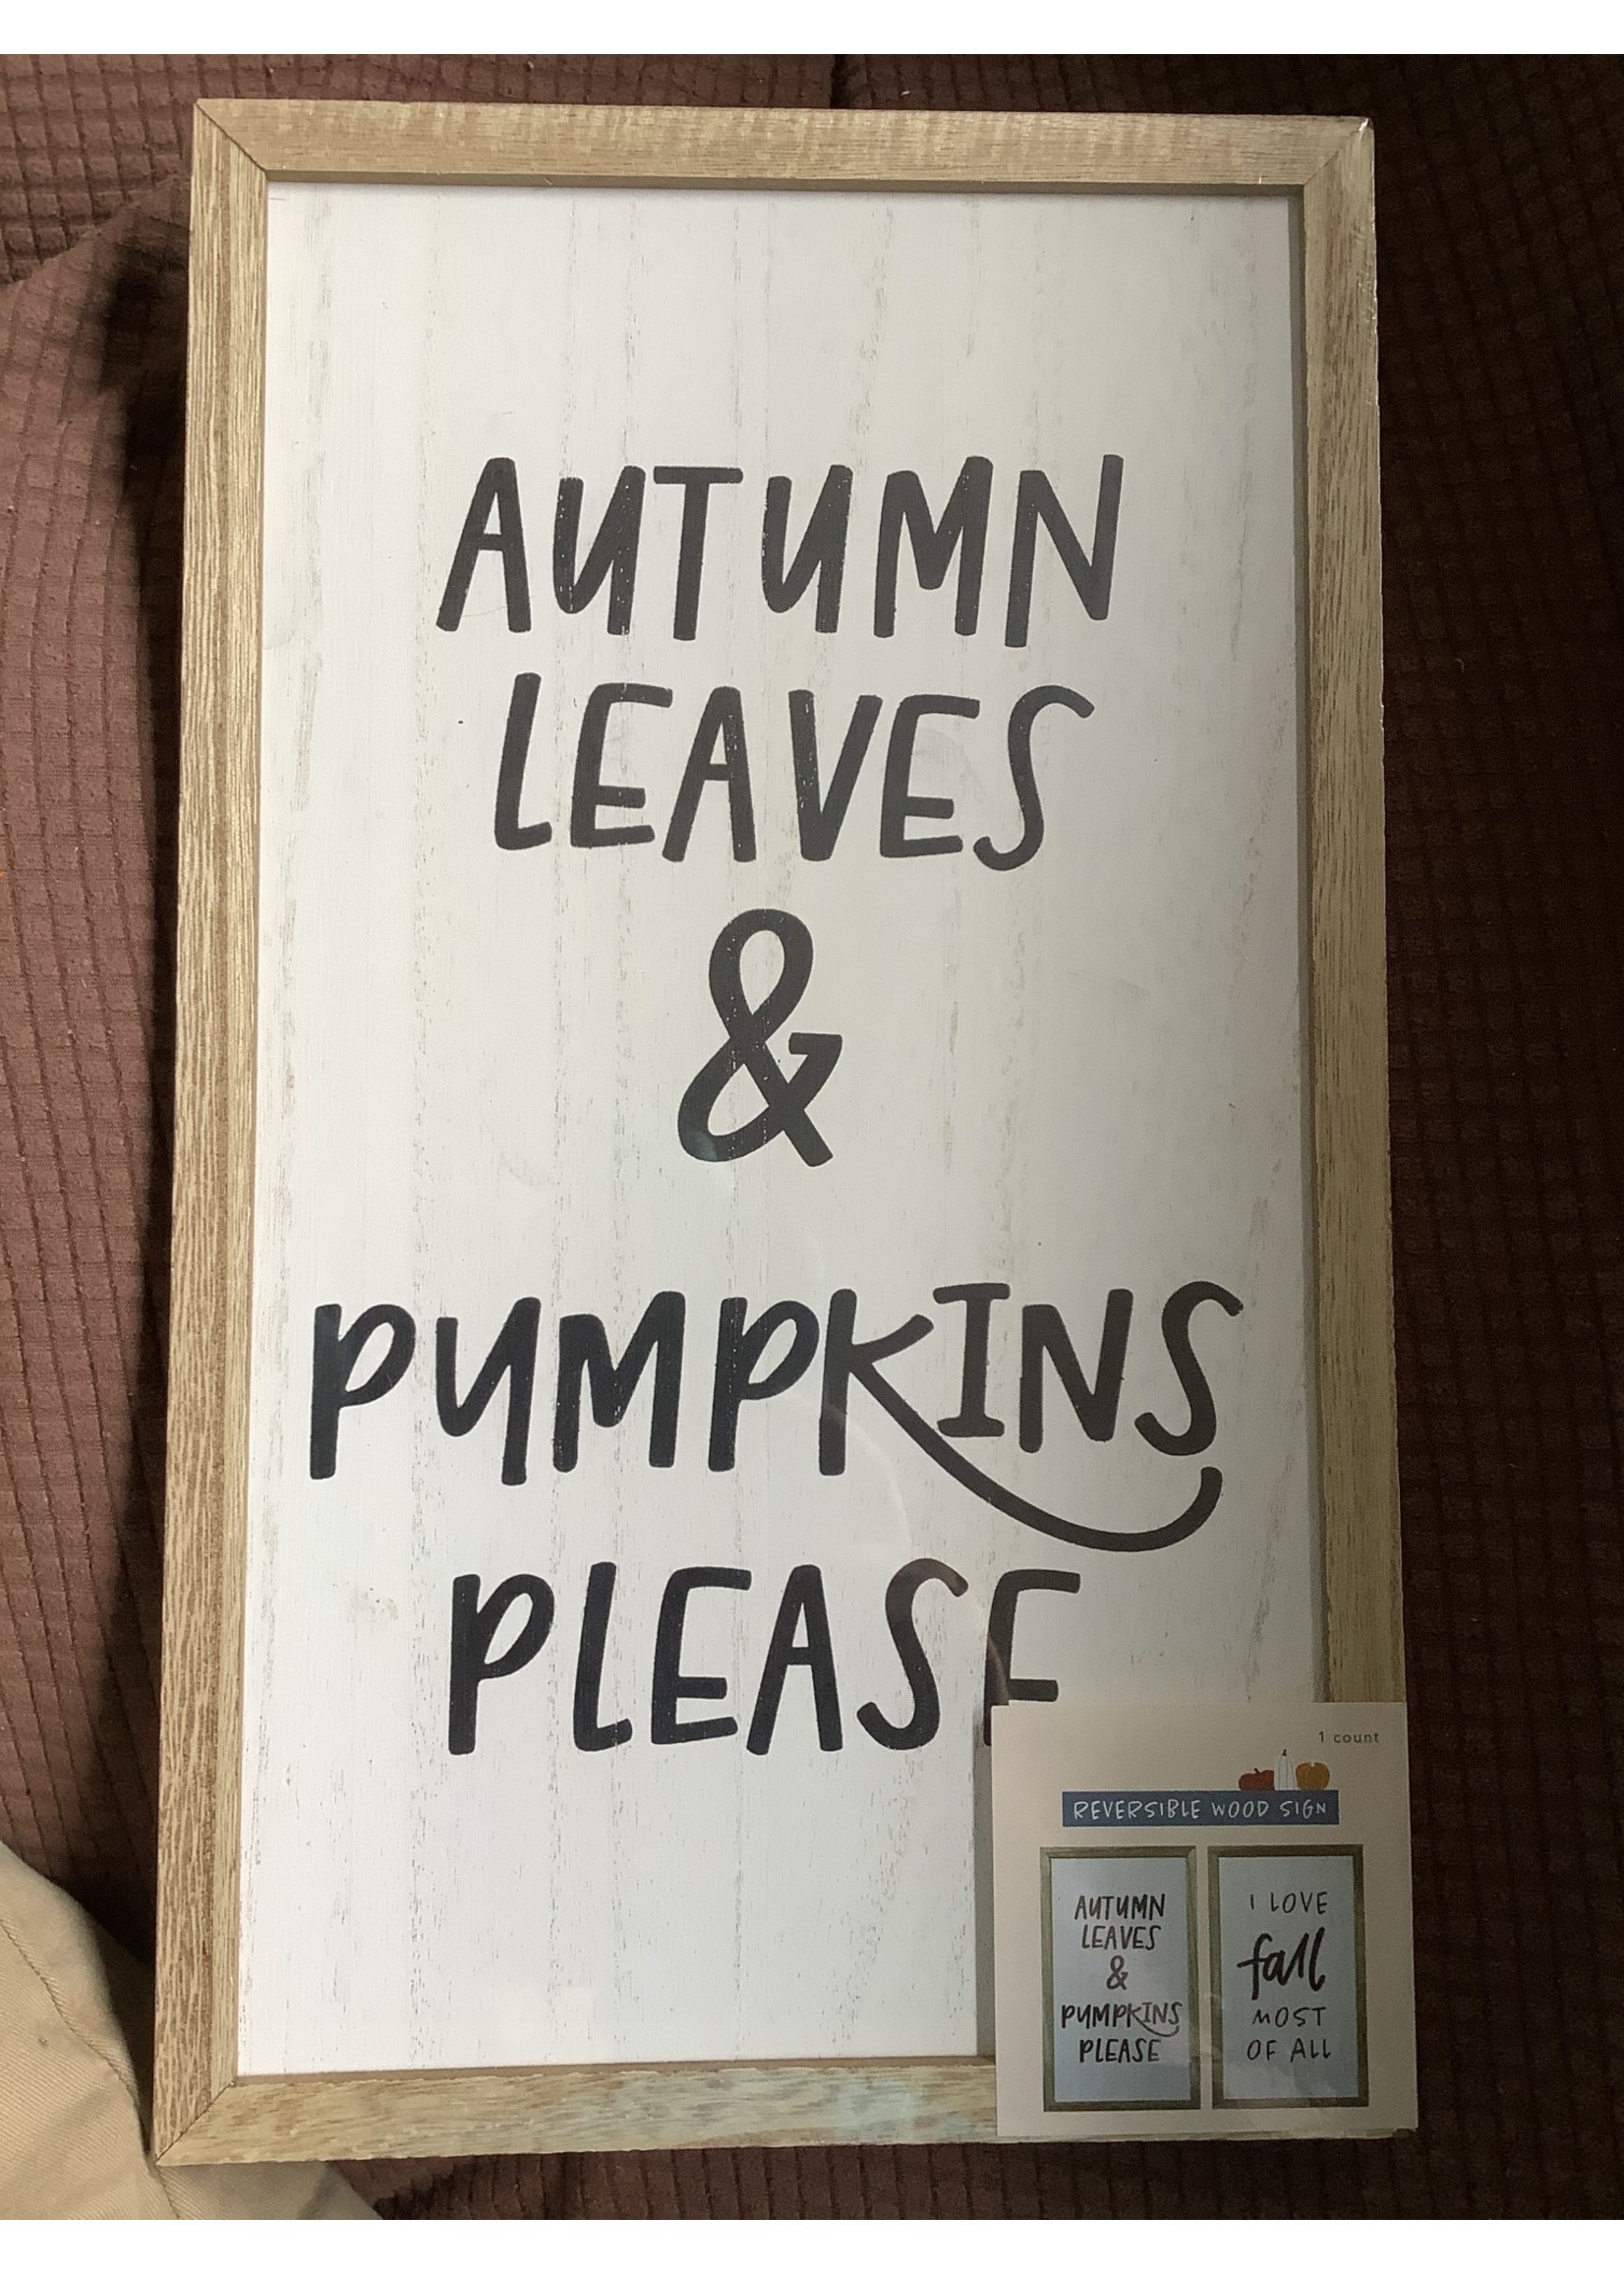 AUTUMN
LEAVES
&
PUMPKINS
PLEASE
1 count
REVERSIBLE WOOD SIGN
AUTUMN
LEAVES
&
PUMPKINS
PLEASE
I LOVE
fall
MOST
OF ALL